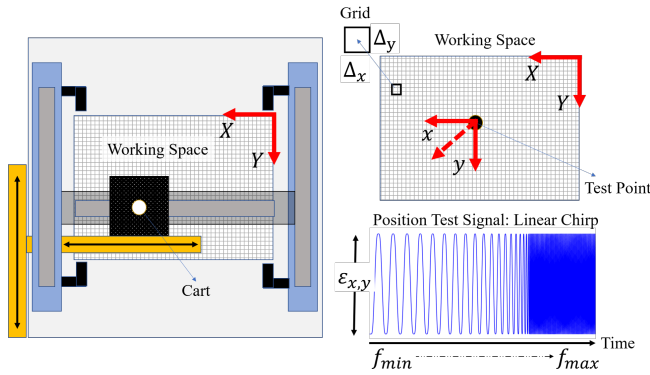 X
Y
Working Space
Cart
Grid
Δy
Δx
Working Space
X
Y
x
y
Test Point
Position Test Signal: Linear Chirp
εx,y
Time
fmin
fmax